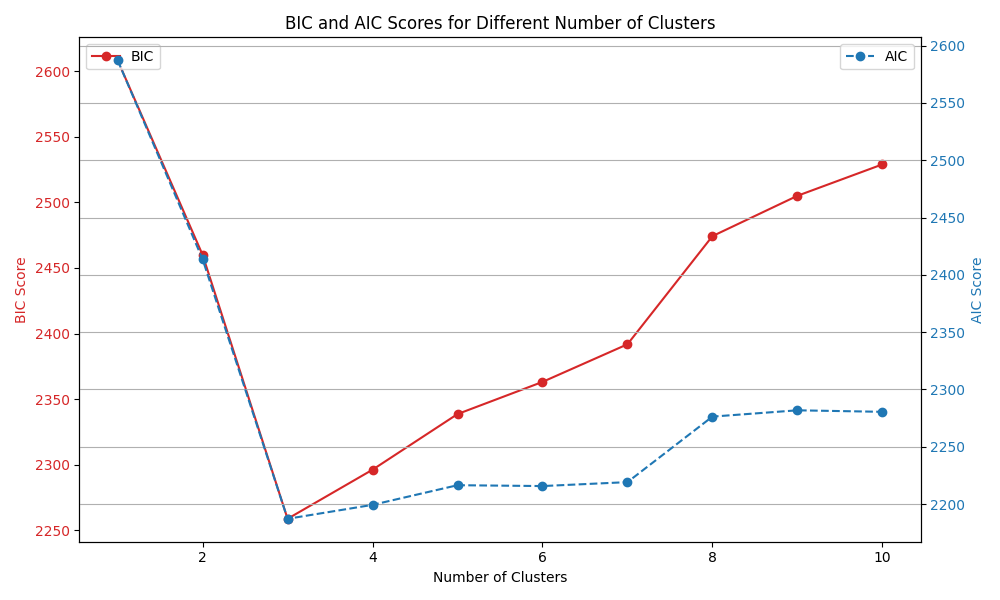 BIC and AIC Scores for Different Number of Clusters
BIC
AIC
BIC Score
2600
2550
2500
2450
2400
2350
2300
2250
2600
2550
2500
2450
2400
2350
2300
2250
2200
AIC Score
2 4 6 8 10
Number of Clusters